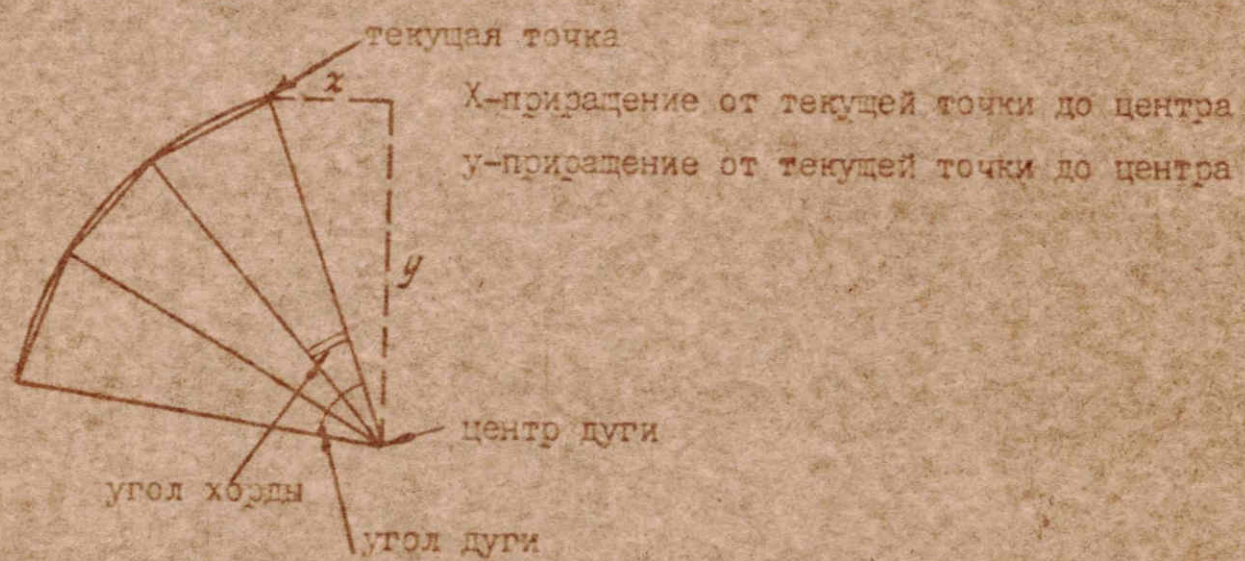 текущая точка
x
X-приращение от текущей точки до центра
у-приращение от текущей точки до центра
y
центр дуги
угол хорды
угол дуги